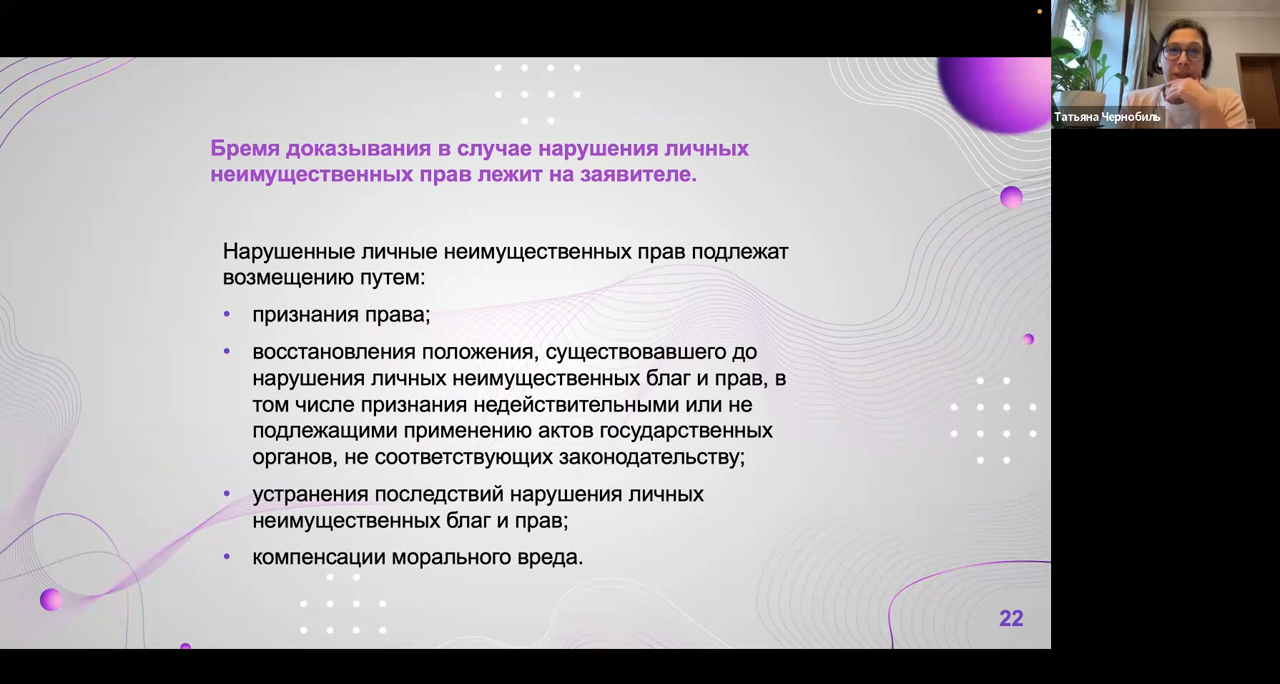 Бремя доказывания в случае нарушения личных
неимущественных прав лежит на заявителе.
Нарушенные личные неимущественных прав подлежат
возмещению путем:
• признания права;
• восстановления положения, существовавшего до
нарушения личных неимущественных благ и прав, в
том числе признания недействительными или не
подлежащими применению актов государственных
органов, не соответствующих законодательству;
• устранения последствий нарушения личных
неимущественных благ и прав;
• компенсации морального вреда.
22
Татьяна Чернобиль